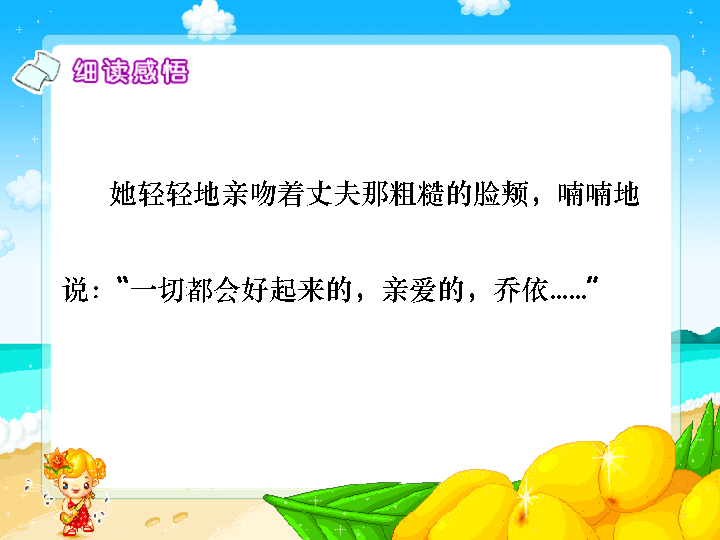 细读感悟
她轻轻地亲吻着丈夫那粗糙的脸颊，喃喃地
说：“一切都会好起来的，亲爱的，乔依……”